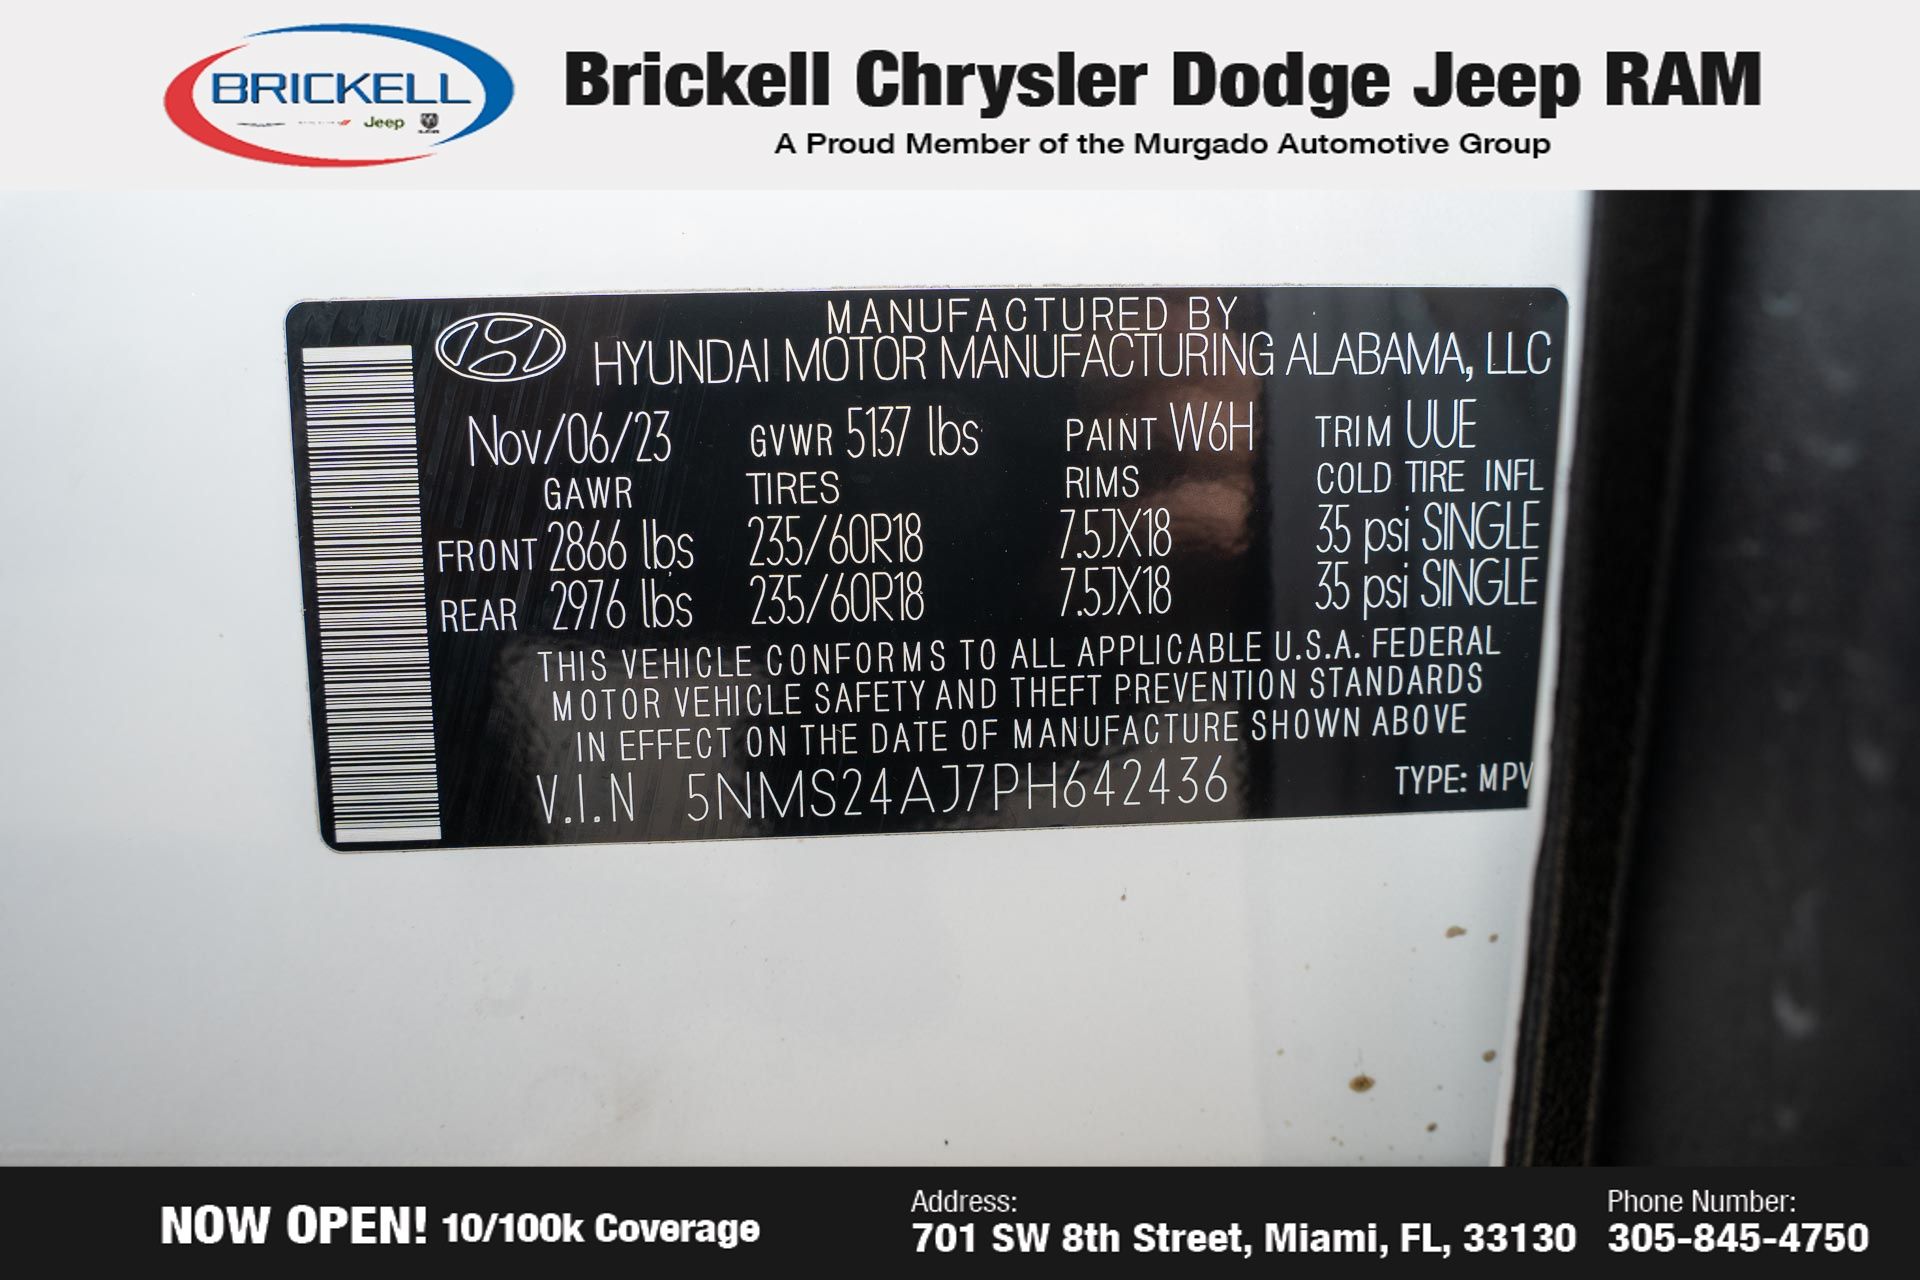 BRICKELL
Jeep
Brickell Chrysler Dodge Jeep RAM
A Proud Member of the Murgado Automotive Group
MANUFACTURED BY
HYUNDAI MOTOR MANUFACTURING ALABAMA, LLC
Nov/06/23 GVWR 5137 lbs PAINT W6H TRIM UUE
GAWR TIRES RIMS COLD TIRE INFL
FRONT 2866 lbs 235/60R18 7.5JX18 35 psi SINGLE
REAR 2976 lbs 235/60R18 7.5JX18 35 psi SINGLE
THIS VEHICLE CONFORMS TO ALL APPLICABLE U.S.A. FEDERAL
MOTOR VEHICLE SAFETY AND THEFT PREVENTION STANDARDS
IN EFFECT ON THE DATE OF MANUFACTURE SHOWN ABOVE
V.I.N 5NMS24AJ7PH642436 TYPE: MPV
NOW OPEN! 10/100k Coverage
Address:
701 SW 8th Street, Miami, FL, 33130
Phone Number:
305-845-4750